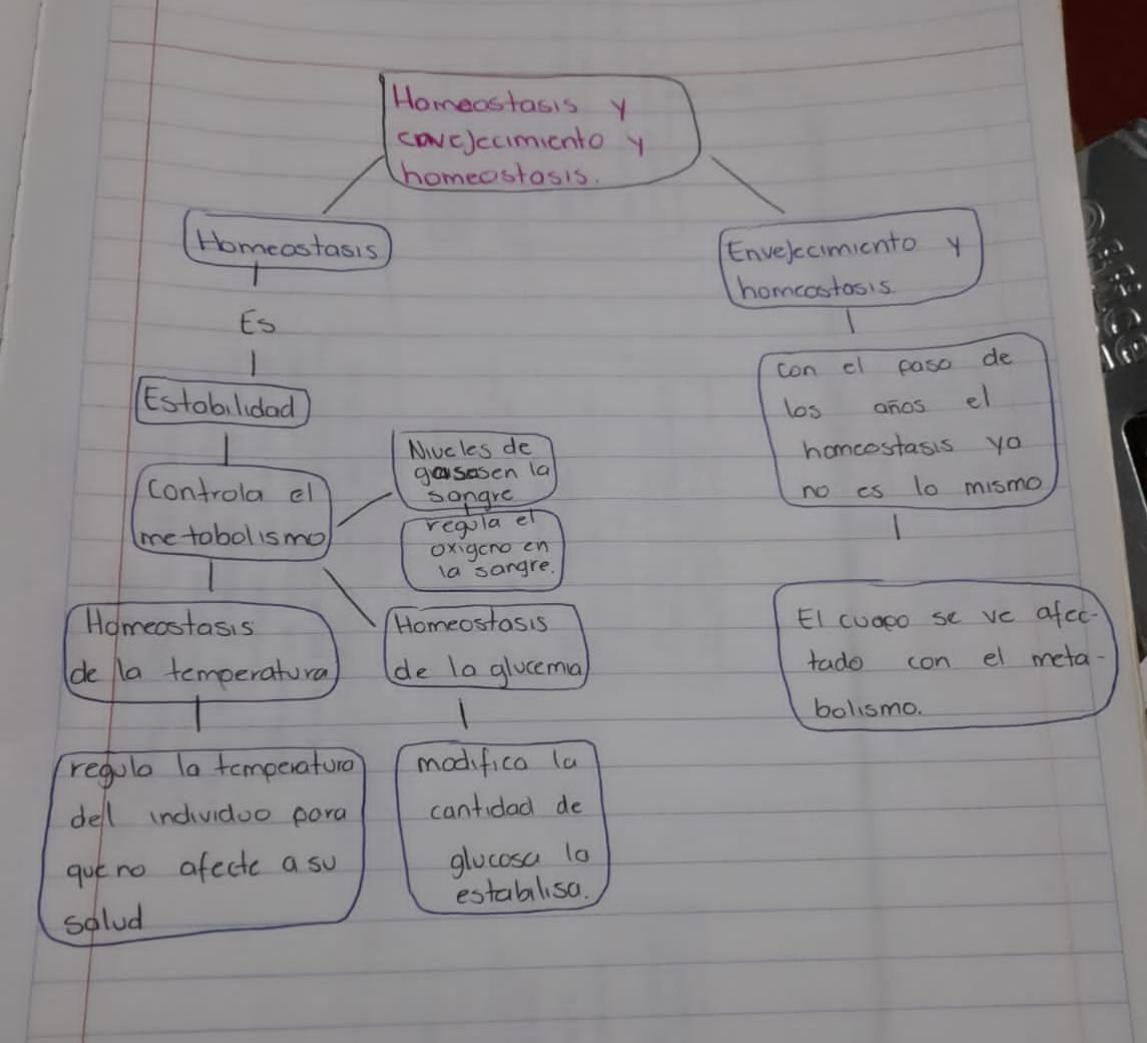 Homeostasis y
envejecimiento y
homeostasis.
Homeostasis
Es
Estabilidad
Controla el
metabolismo
Niveles de
gases en la
sangre
regula el
oxigeno en
la sangre.
Homeostasis
de la temperatura
regula la temperatura
del individuo para
que no afecte a su
salud
Homeostasis
de la glucemia
modifica la
cantidad de
glucosa la
estabilisa.
Envejecimiento y
homeostasis
con el paso de
los años el
homeostasis ya
no es lo mismo
El cuerpo se ve afec-
tado con el meta-
bolismo.